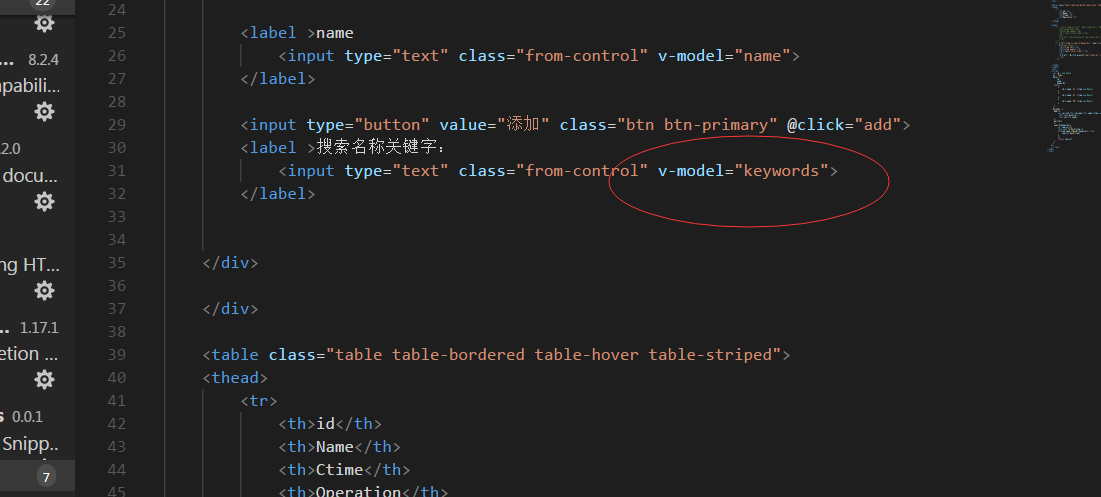 22
24
25 <label >name
8.2.4
26 <input type="text" class="from-control" v-model="name">
pabili...
27 </label>
28
29 <input type="button" value="添加" class="btn btn-primary" @click="add">
.2.0
30 <label >搜索名称关键字：
docu...
31 <input type="text" class="from-control" v-model="keywords">
32 </label>
33
34
ng HT...
35 </div>
36
37 </div>
1.17.1
38
etion ...
39 <table class="table table-bordered table-hover table-striped">
40 <thead>
41 <tr>
s 0.0.1
42 <th>id</th>
Snipp..
43 <th>Name</th>
44 <th>Ctime</th>
7
45 <th>Operation</th>